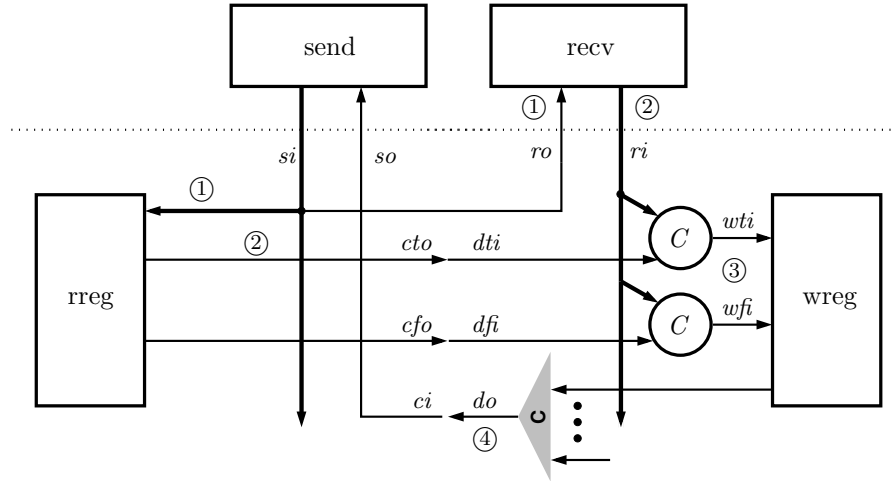 send
recv
①
②
si
so
ro
ri
①
②
cto
dti
C
wti
③
rreg
wreg
cfo
dfi
C
wfi
ci
do
C
④